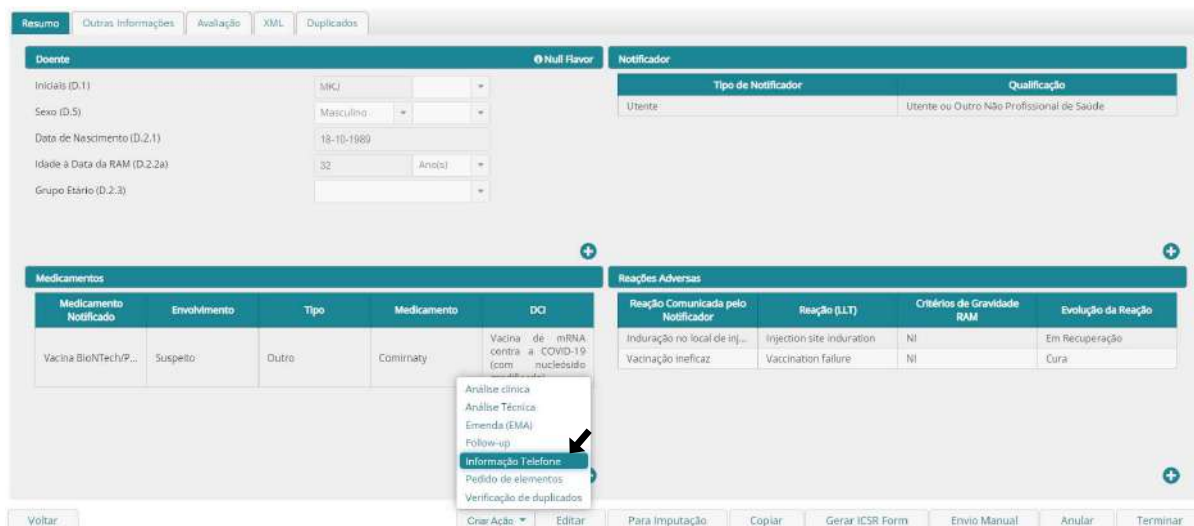 Resumo Outras Informações Avaliação XML Duplicados
Doente Null Flavor
Iniciais (D.1) MKJ
Sexo (D.5) Masculino
Data de Nascimento (D.2.1) 18-10-1989
Idade à Data da RAM (D.2.2a) 32 Ano(s)
Grupo Etário (D.2.3)
Notificador
Tipo de Notificador Qualificação
Utente Utente ou Outro Não Profissional de Saúde
Medicamentos
Medicamento Notificado Envolvimento Tipo Medicamento DCI
Vacina BioNTech/P... Suspeito Outro Comirnaty Vacina de mRNA
contra a COVID-19
(com nucleósido
Reações Adversas
Reação Comunicada pelo Notificador Reação (LLT) Critérios de Gravidade RAM Evolução da Reação
Induração no local de inj... Injection site induration NI Em Recuperação
Vacinação ineficaz Vaccination failure NI Cura
Análise clínica
Análise Técnica
Emenda (EMA)
Follow-up
Informação Telefone
Pedido de elementos
Verificação de duplicados
Voltar Criar Ação Editar Para Imputação Copiar Gerar ICSR Form Envio Manual Anular Terminar